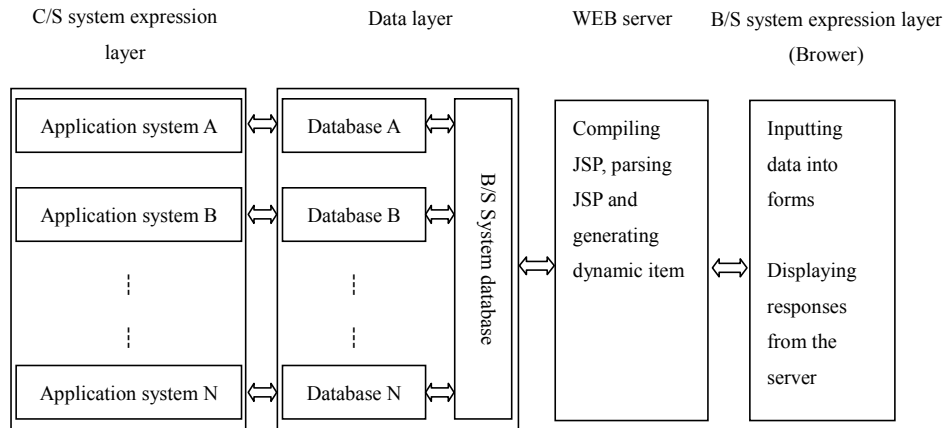 C/S system expression
layer
Data layer
WEB server
B/S system expression layer
(Brower)
Application system A
Application system B
Application system N
Database A
Database B
Database N
B/S System database
Compiling
JSP, parsing
JSP and
generating
dynamic item
Inputting
data into
forms
Displaying
responses
from the
server